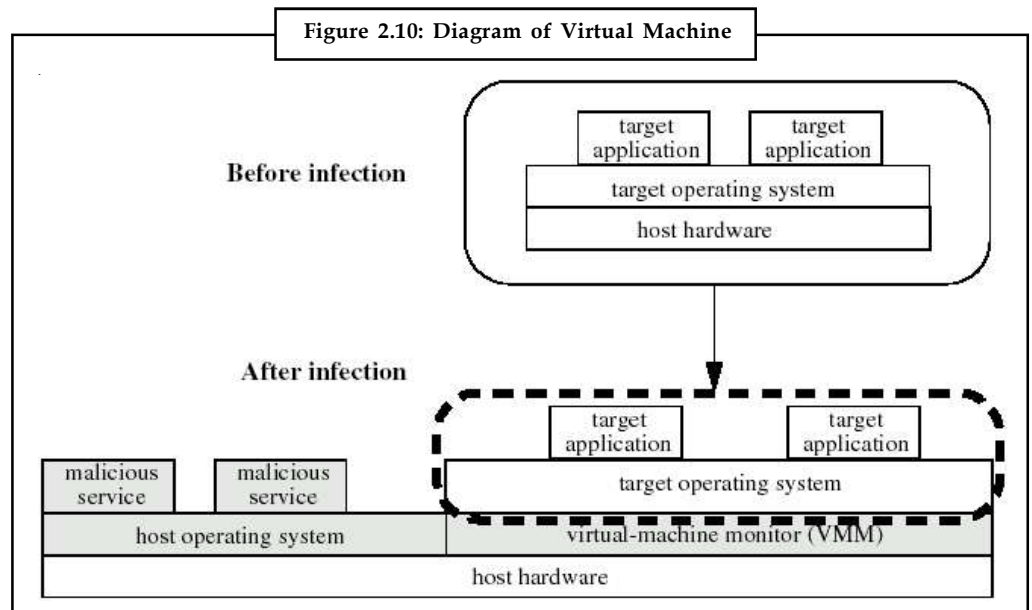 Figure 2.10: Diagram of Virtual Machine
target
application
target
application
Before infection
target operating system
host hardware
After infection
target
application
target
application
malicious
service
malicious
service
target operating system
host operating system
virtual-machine monitor (VMM)
host hardware